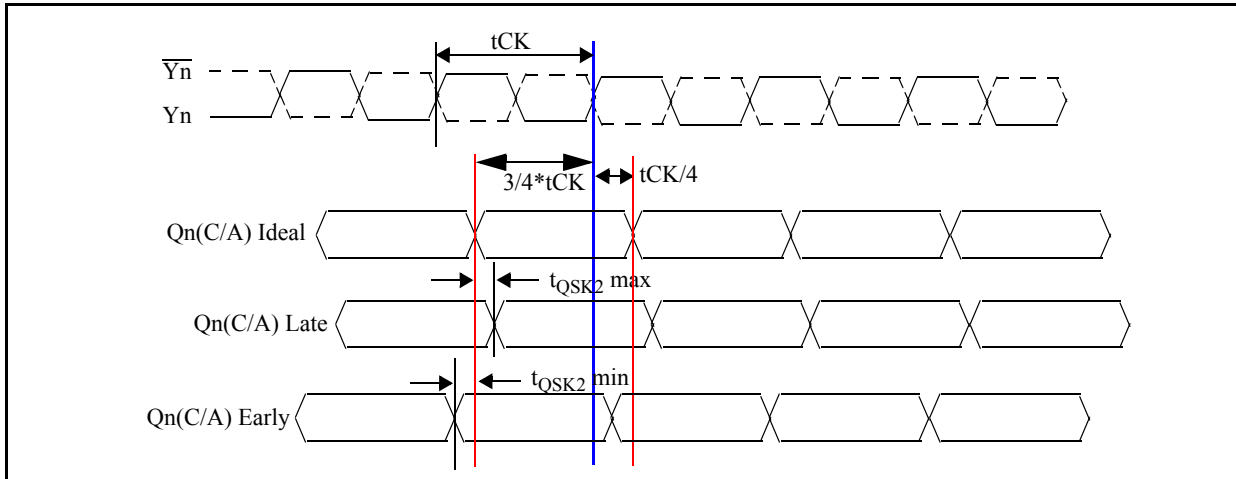 tCK
Yn
Yn
3/4*tCK
tCK/4
Qn(C/A) Ideal
tQSK2 max
Qn(C/A) Late
tQSK2 min
Qn(C/A) Early